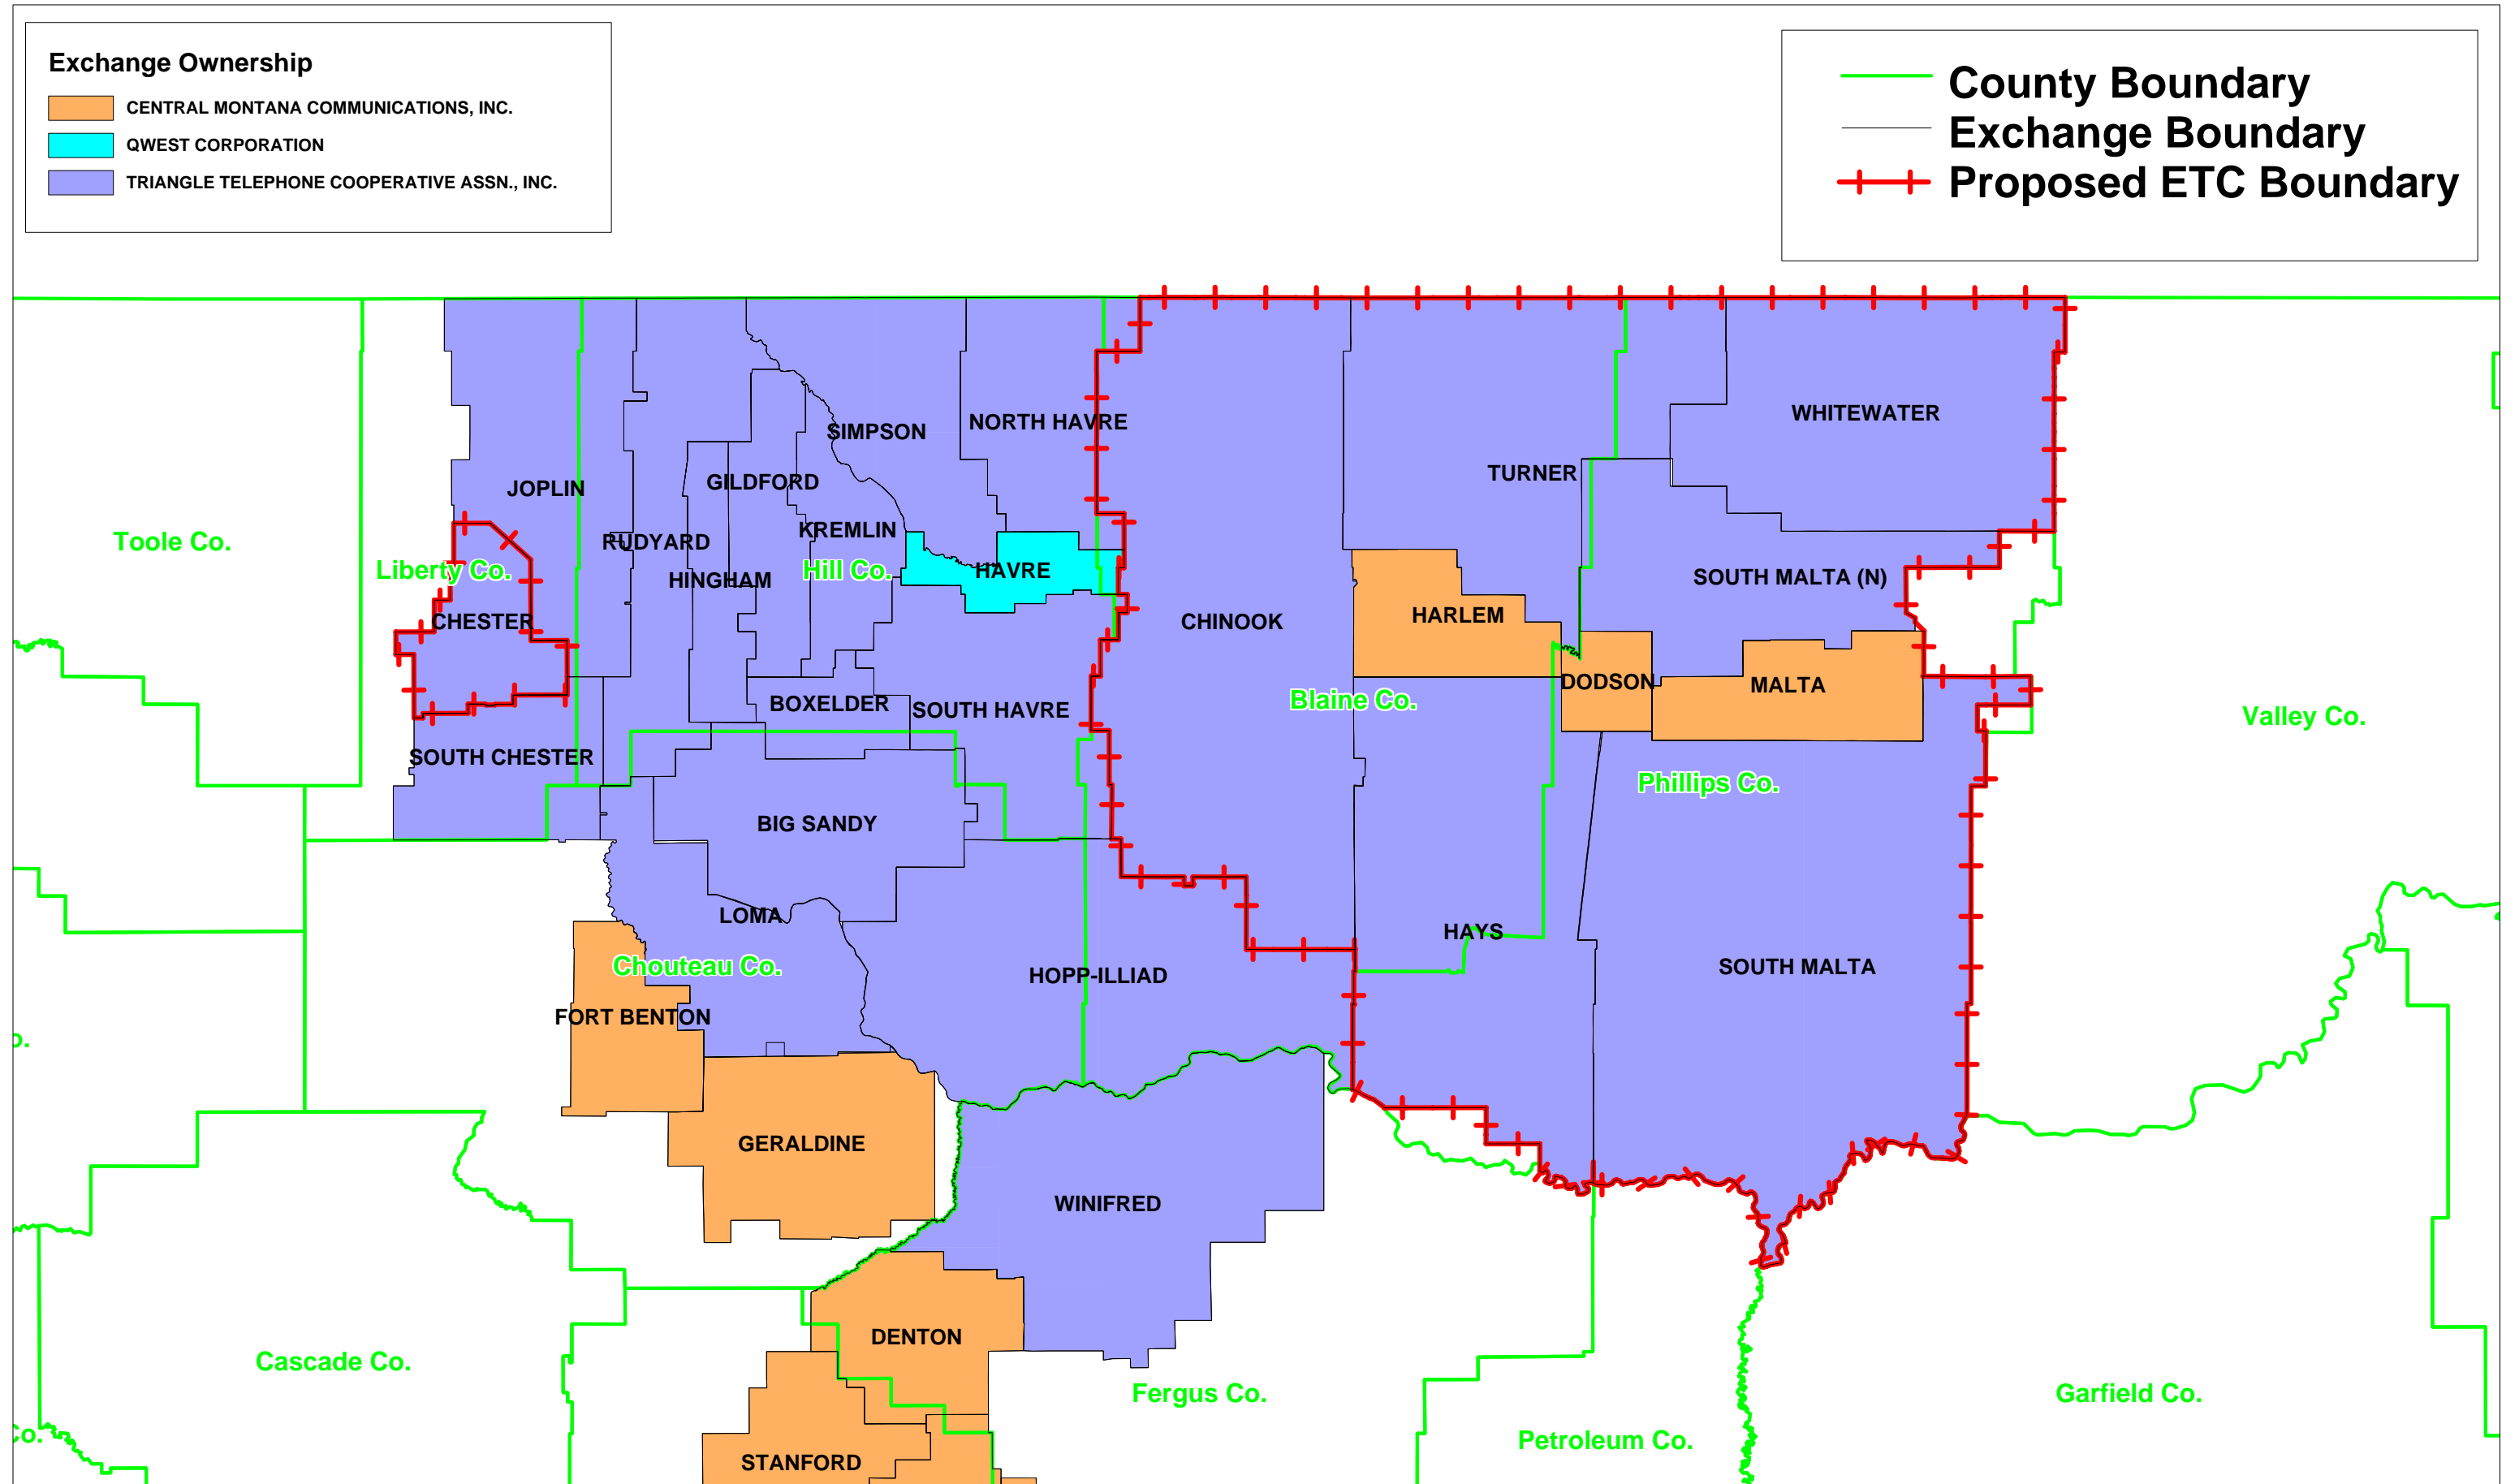 Exchange Ownership
CENTRAL MONTANA COMMUNICATIONS, INC.
QWEST CORPORATION
TRIANGLE TELEPHONE COOPERATIVE ASSN., INC.
County Boundary
Exchange Boundary
Proposed ETC Boundary
WHITEWATER
NORTH HAVRE
SIMPSON
TURNER
GILDFORD
JOPLIN
KREMLIN
Toole Co.
RUDYARD
Liberty Co.
Hill Co.
HAVRE
SOUTH MALTA (N)
HINGHAM
HARLEM
CHESTER
CHINOOK
DODSON
MALTA
Blaine Co.
BOXELDER
SOUTH HAVRE
Valley Co.
SOUTH CHESTER
Phillips Co.
BIG SANDY
LOMA
HAYS
Chouteau Co.
SOUTH MALTA
HOPP-ILLIAD
FORT BENTON
o.
GERALDINE
WINIFRED
DENTON
Cascade Co.
Fergus Co.
Garfield Co.
Co.
Petroleum Co.
STANFORD